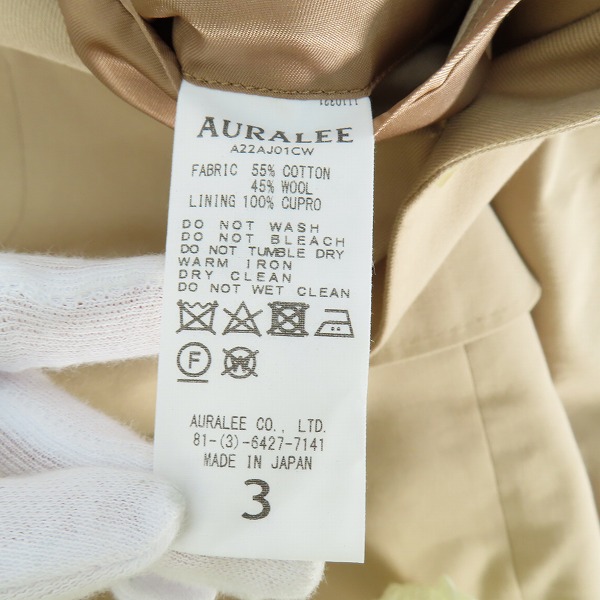 1110321
AURALEE
A22AJ01CW
FABRIC 55% COTTON
45% WOOL
LINING 100% CUPRO
DO NOT WASH
DO NOT BLEACH
DO NOT TUMBLE DRY
WARM IRON
DRY CLEAN
DO NOT WET CLEAN
F
W
AURALEE CO., LTD.
81-(3)-6427-7141
MADE IN JAPAN
3